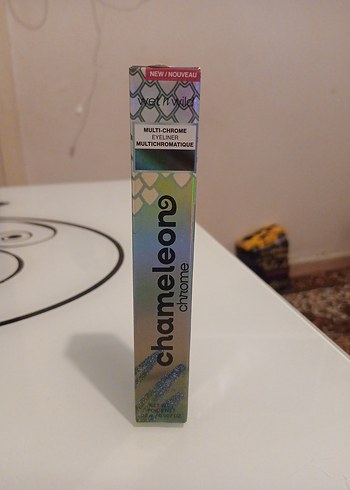 NEW / NOUVEAU
wet n wild
MULTI-CHROME
EYELINER
MULTICHROMATIQUE
chameleon
chrome